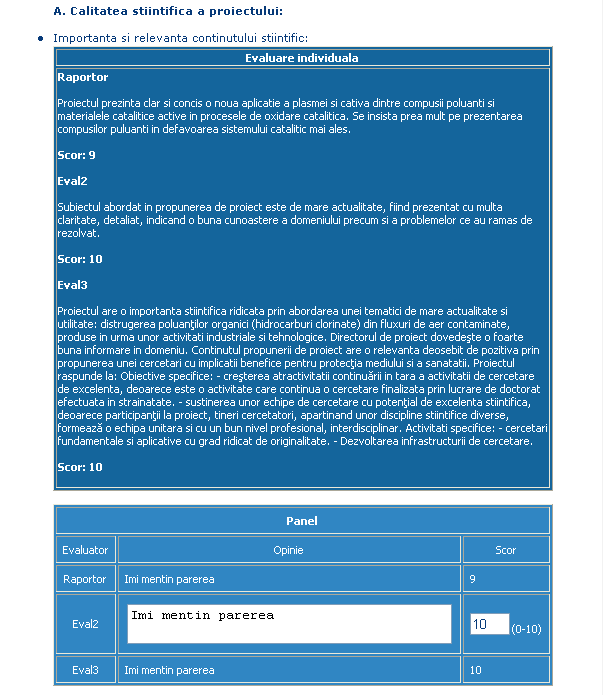 A. Calitatea stiintifica a proiectului:
• Importanta si relevanta continutului stiintific:
Evaluare individuala
Raportor
Proiectul prezinta clar si concis o noua aplicatie a plasmei si cativa dintre compusii poluanti si
materialele catalitice active in procesele de oxidare catalitica. Se insista prea mult pe prezentarea
compusilor puluanti in defavoarea sistemului catalitic mai ales.
Scor: 9
Eval2
Subiectul abordat in propunerea de proiect este de mare actualitate, fiind prezentat cu multa
claritate, detaliat, indicand o buna cunoastere a domeniului precum si a problemelor ce au ramas de
rezolvat.
Scor: 10
Eval3
Proiectul are o importanta stiintifica ridicata prin abordarea unei tematici de mare actualitate si
utilitate: distrugerea poluanţilor organici (hidrocarburi clorinate) din fluxuri de aer contaminate,
produse in urma unor activitati industriale si tehnologice. Directorul de proiect dovedeşte o foarte
buna informare in domeniu. Continutul propunerii de proiect are o relevanta deosebit de pozitiva prin
propunerea unei cercetari cu implicatii benefice pentru protecţia mediului si a sanatatii. Proiectul
raspunde la: Obiective specifice: - creşterea atractivitatii continuării in tara a activitatii de cercetare
de excelenta, deoarece este o activitate care continua o cercetare finalizata prin lucrare de doctorat
efectuata in strainatate. - sustinerea unor echipe de cercetare cu potenţial de excelenta stiintifica,
deoarece participanţii la proiect, tineri cercetatori, apartinand unor discipline stiintifice diverse,
formează o echipa unitara si cu un bun nivel profesional, interdisciplinar. Activitati specifice: - cercetari
fundamentale si aplicative cu grad ridicat de originalitate. - Dezvoltarea infrastructurii de cercetare.
Scor: 10
Panel
Evaluator Opinie Scor
Raportor Imi mentin parerea 9
Eval2 Imi mentin parerea 10 (0-10)
Eval3 Imi mentin parerea 10